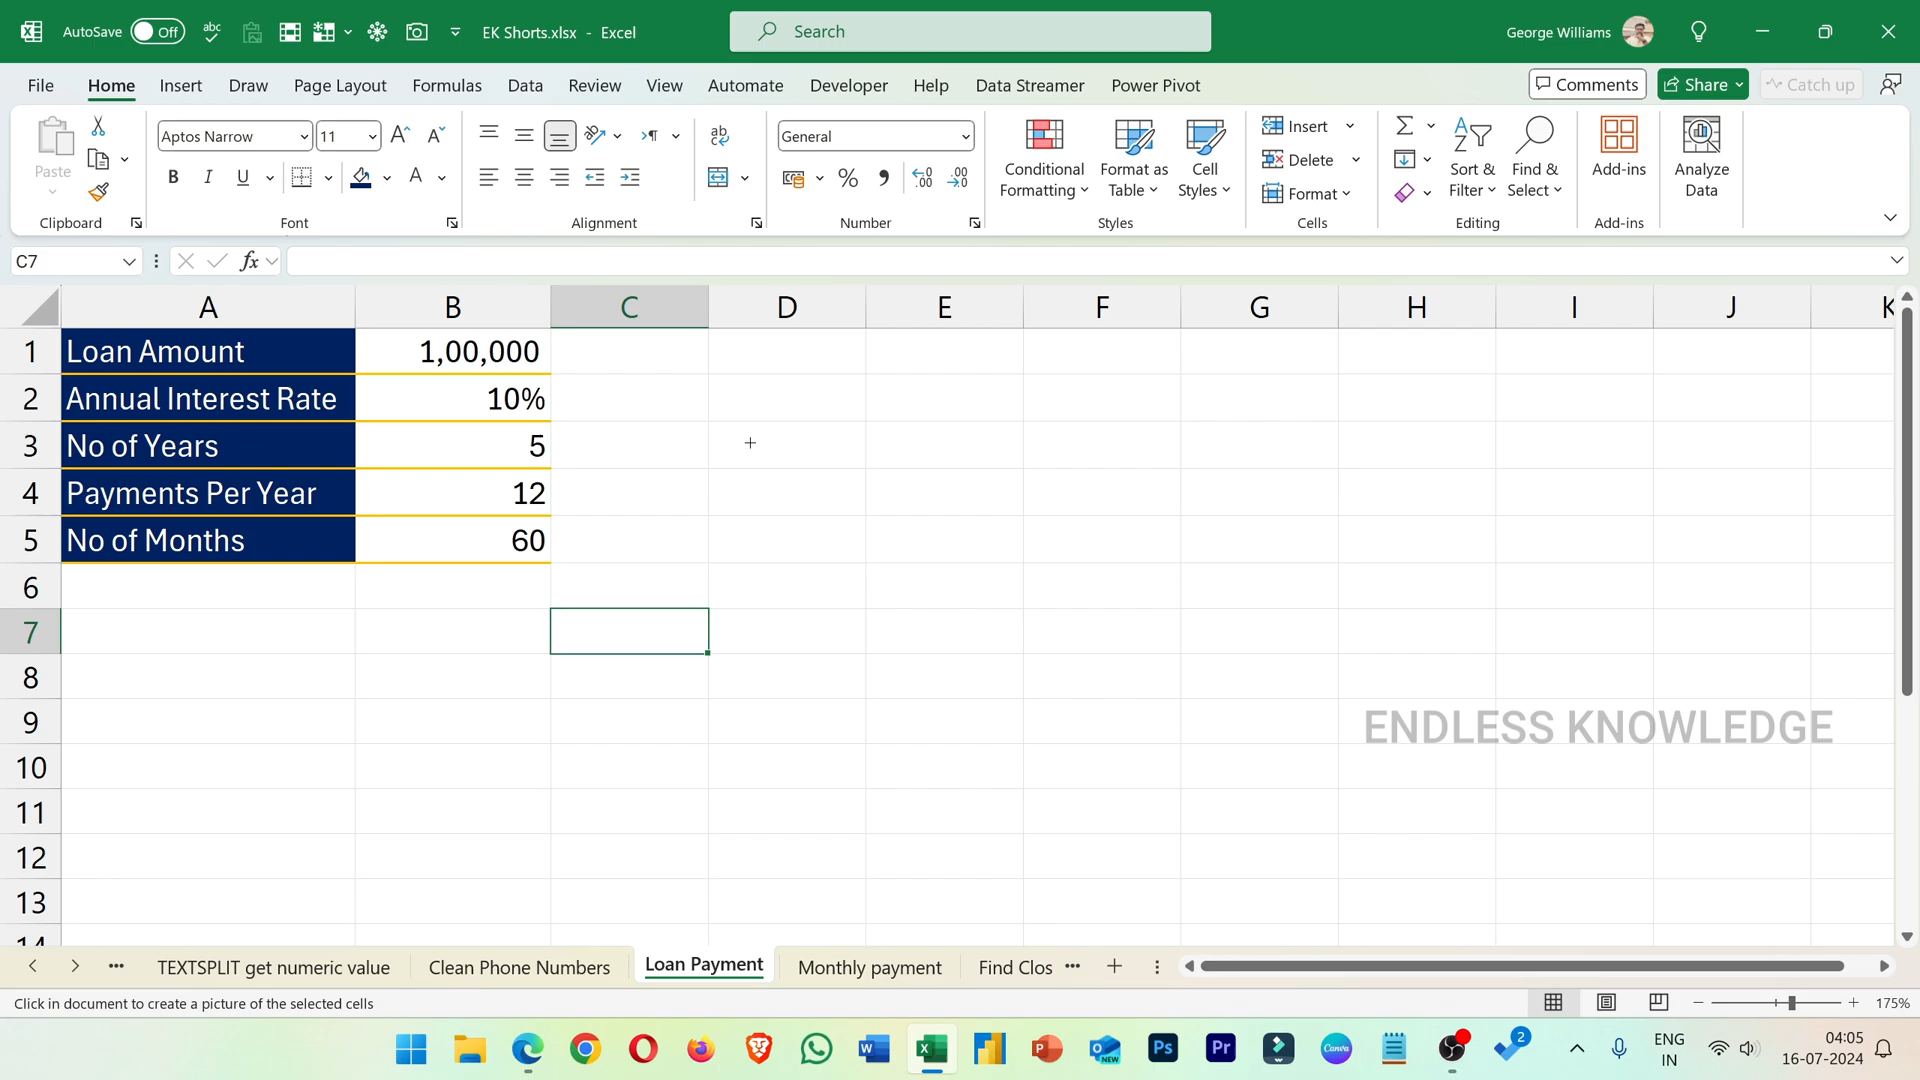 AutoSave Off EK Shorts.xlsx - Excel Search George Williams
File Home Insert Draw Page Layout Formulas Data Review View Automate Developer Help Data Streamer Power Pivot Comments Share Catch up
Paste
Clipboard
Aptos Narrow 11
B I U A
Font
Alignment
General
% 9
Number
Conditional Formatting
Format as Table
Cell Styles
Styles
Insert
Delete
Format
Cells
Sort & Filter
Find & Select
Editing
Add-ins
Add-ins
Analyze Data
C7 fx
A B C D E F G H I J K
1 Loan Amount 1,00,000
2 Annual Interest Rate 10%
3 No of Years 5
4 Payments Per Year 12
5 No of Months 60
6
7
8
9
ENDLESS KNOWLEDGE
10
11
12
13
14
TEXTSPLIT get numeric value Clean Phone Numbers Loan Payment Monthly payment Find Clos
Click in document to create a picture of the selected cells 175%
ENG IN
04:05
16-07-2024